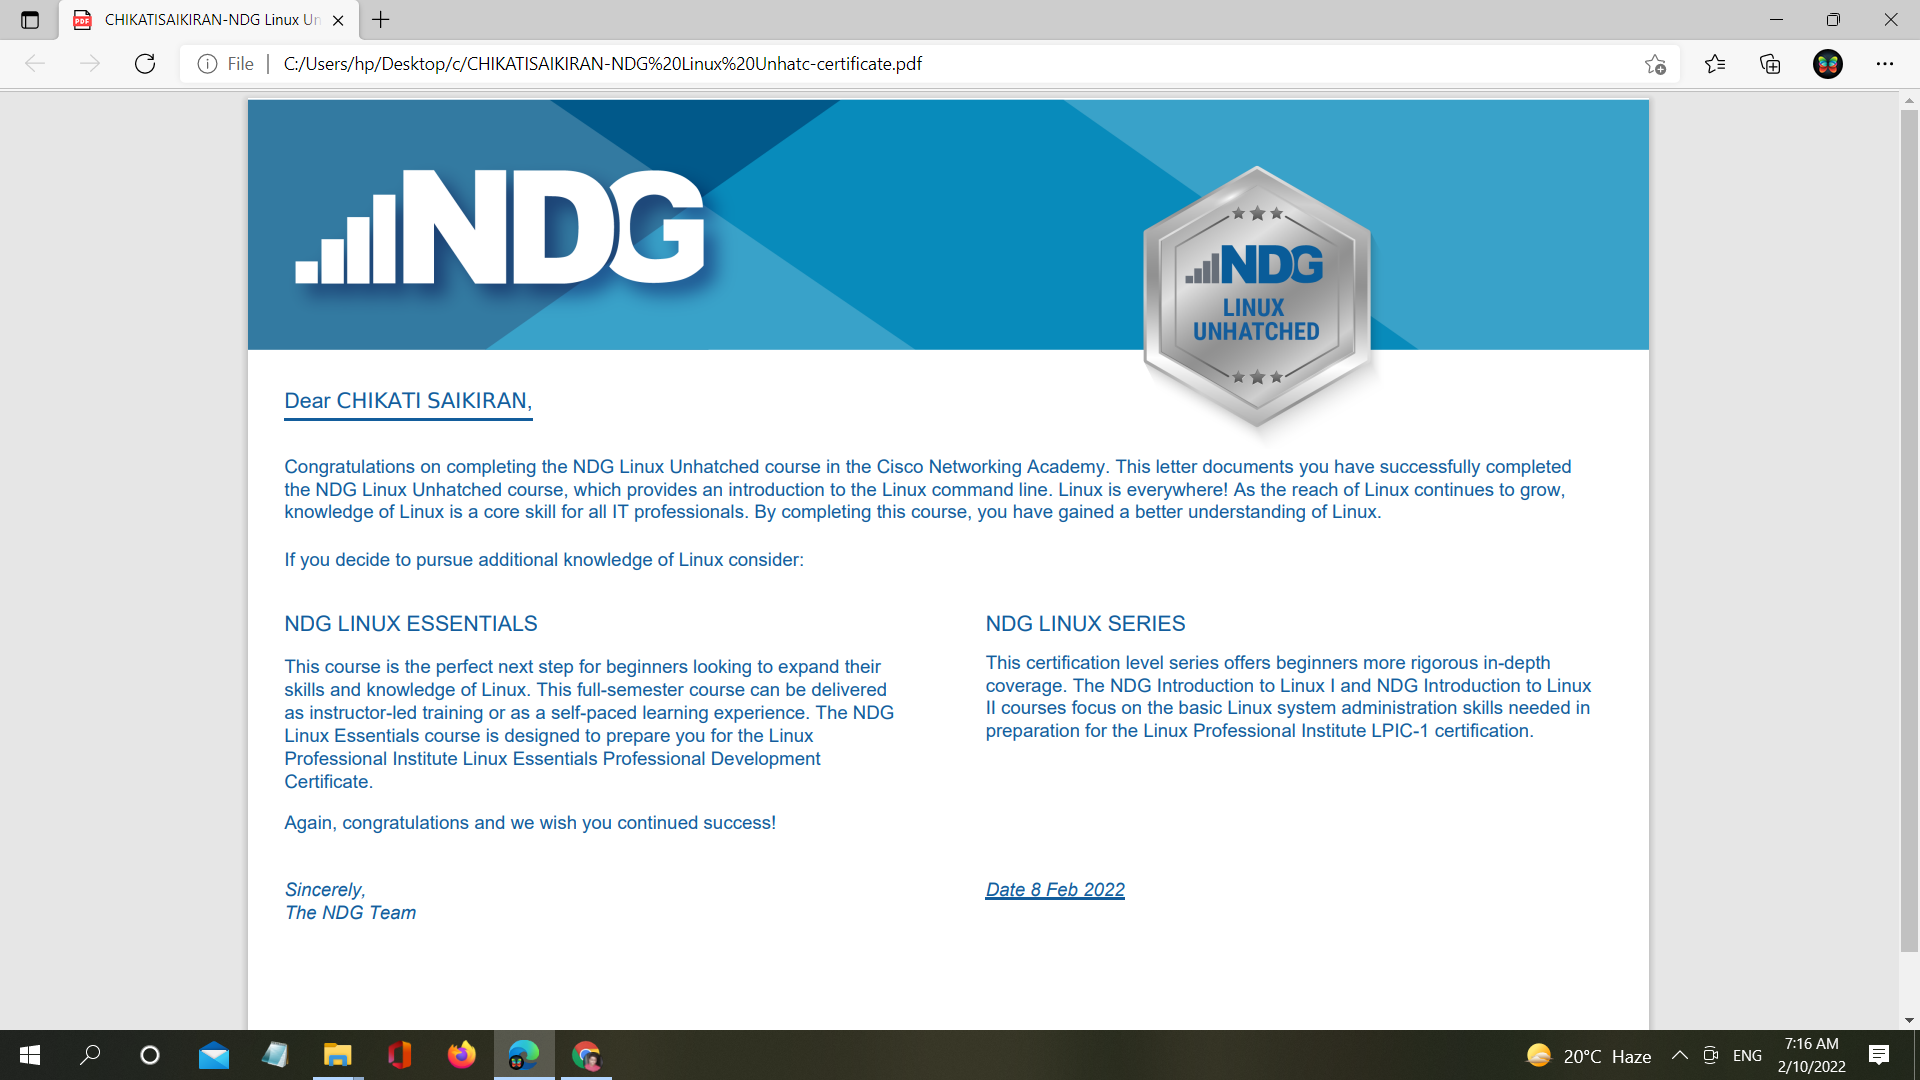 CHIKATISAIKIRAN-NDG Linux Un
File
C:/Users/hp/Desktop/c/CHIKATISAIKIRAN-NDG%20Linux%20Unhatc-certificate.pdf
NDG
NDG
LINUX
UNHATCHED
Dear CHIKATI SAIKIRAN,
Congratulations on completing the NDG Linux Unhatched course in the Cisco Networking Academy. This letter documents you have successfully completed
the NDG Linux Unhatched course, which provides an introduction to the Linux command line. Linux is everywhere! As the reach of Linux continues to grow,
knowledge of Linux is a core skill for all IT professionals. By completing this course, you have gained a better understanding of Linux.
If you decide to pursue additional knowledge of Linux consider:
NDG LINUX ESSENTIALS
This course is the perfect next step for beginners looking to expand their
skills and knowledge of Linux. This full-semester course can be delivered
as instructor-led training or as a self-paced learning experience. The NDG
Linux Essentials course is designed to prepare you for the Linux
Professional Institute Linux Essentials Professional Development
Certificate.
NDG LINUX SERIES
This certification level series offers beginners more rigorous in-depth
coverage. The NDG Introduction to Linux I and NDG Introduction to Linux
II courses focus on the basic Linux system administration skills needed in
preparation for the Linux Professional Institute LPIC-1 certification.
Again, congratulations and we wish you continued success!
Sincerely,
The NDG Team
Date 8 Feb 2022
20°C Haze
ENG
7:16 AM
2/10/2022